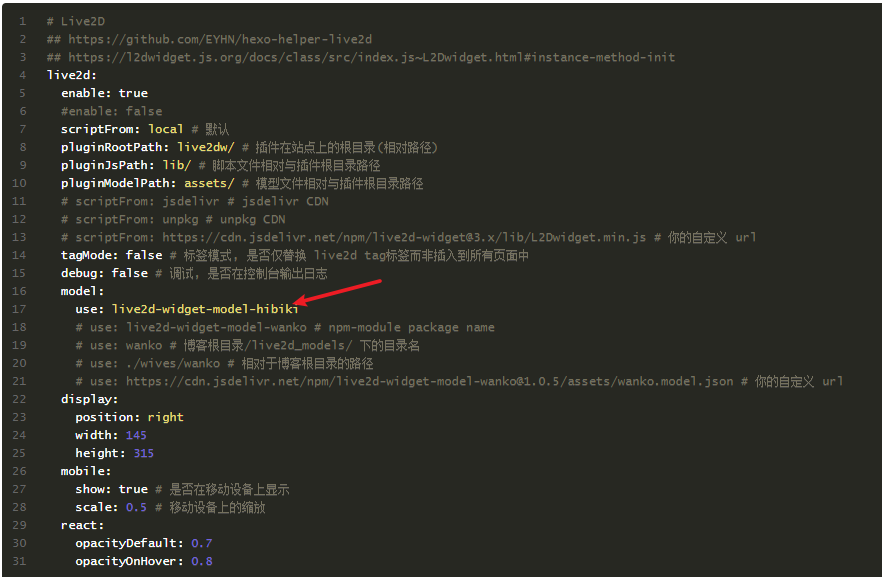 1 # Live2D
2 ## https://github.com/EYHN/hexo-helper-live2d
3 ## https://l2dwidget.js.org/docs/class/src/index.js~L2Dwidget.html#instance-method-init
4 live2d:
5   enable: true
6   #enable: false
7   scriptFrom: local # 默认
8   pluginRootPath: live2dw/ # 插件在站点上的根目录(相对路径)
9   pluginJsPath: lib/ # 脚本文件相对与插件根目录路径
10   pluginModelPath: assets/ # 模型文件相对与插件根目录路径
11   # scriptFrom: jsdelivr # jsdelivr CDN
12   # scriptFrom: unpkg # unpkg CDN
13   # scriptFrom: https://cdn.jsdelivr.net/npm/live2d-widget@3.x/lib/L2Dwidget.min.js # 你的自定义 url
14   tagMode: false # 标签模式, 是否仅替换 live2d tag标签而非插入到所有页面中
15   debug: false # 调试, 是否在控制台输出日志
16   model:
17     use: live2d-widget-model-hibiki
18     # use: live2d-widget-model-wanko # npm-module package name
19     # use: wanko # 博客根目录/live2d_models/ 下的目录名
20     # use: ./wives/wanko # 相对于博客根目录的路径
21     # use: https://cdn.jsdelivr.net/npm/live2d-widget-model-wanko@1.0.5/assets/wanko.model.json # 你的自定义 url
22   display:
23     position: right
24     width: 145
25     height: 315
26   mobile:
27     show: true # 是否在移动设备上显示
28     scale: 0.5 # 移动设备上的缩放
29   react:
30     opacityDefault: 0.7
31     opacityOnHover: 0.8